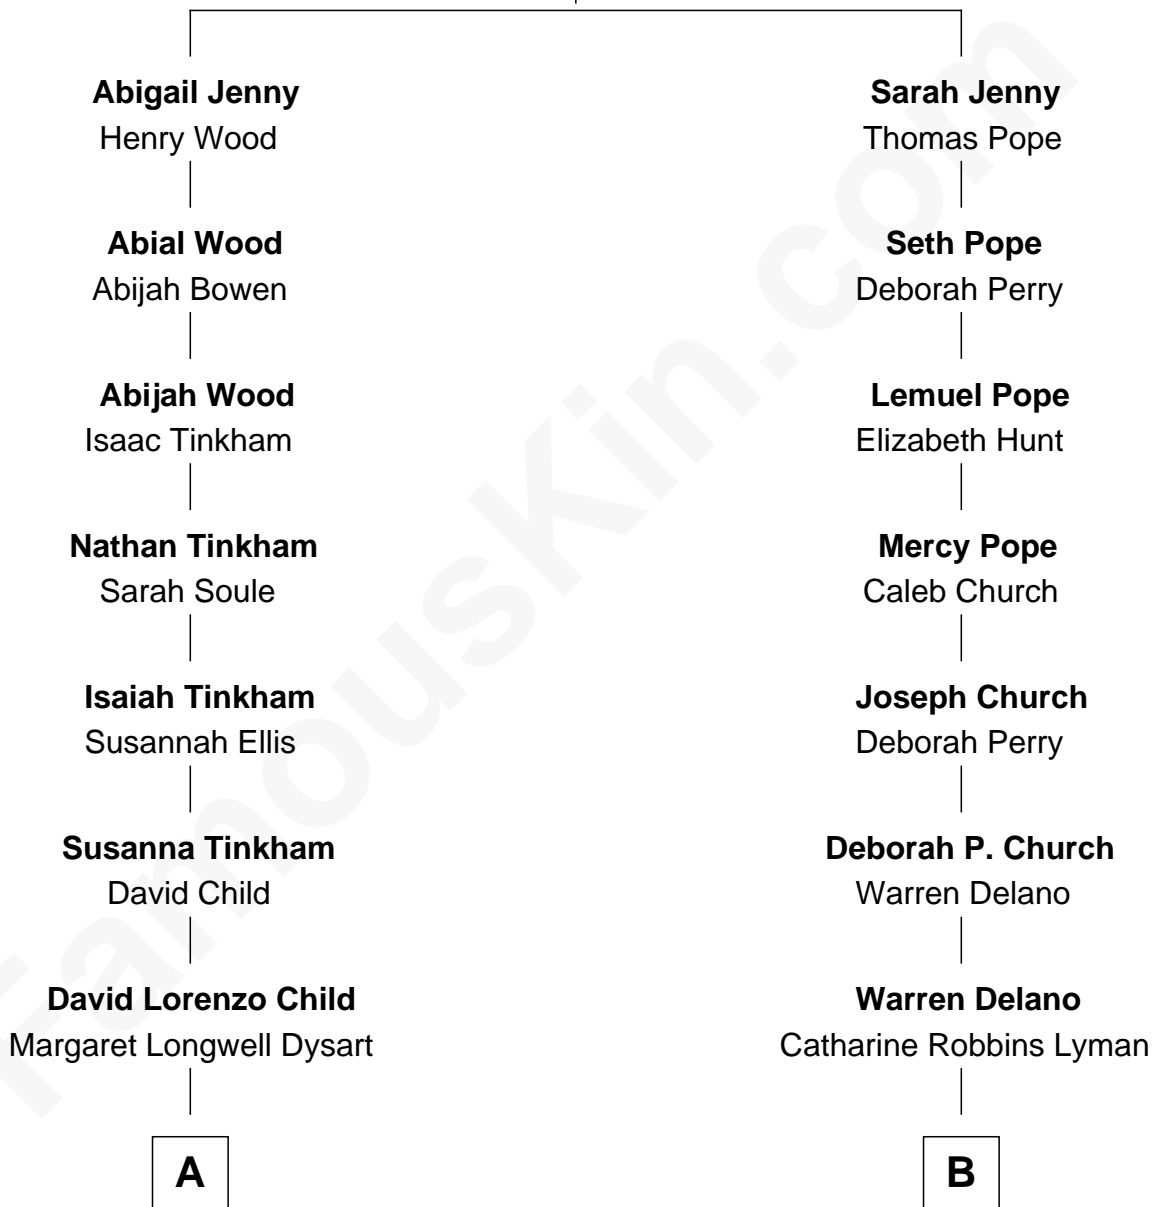 Abigail Jenny
Henry Wood
Abial Wood
Abijah Bowen
Abijah Wood
Isaac Tinkham
Nathan Tinkham
Sarah Soule
Isaiah Tinkham
Susannah Ellis
Susanna Tinkham
David Child
David Lorenzo Child
Margaret Longwell Dysart
A
Sarah Jenny
Thomas Pope
Seth Pope
Deborah Perry
Lemuel Pope
Elizabeth Hunt
Mercy Pope
Caleb Church
Joseph Church
Deborah Perry
Deborah P. Church
Warren Delano
Warren Delano
Catharine Robbins Lyman
B
FamousKin.com